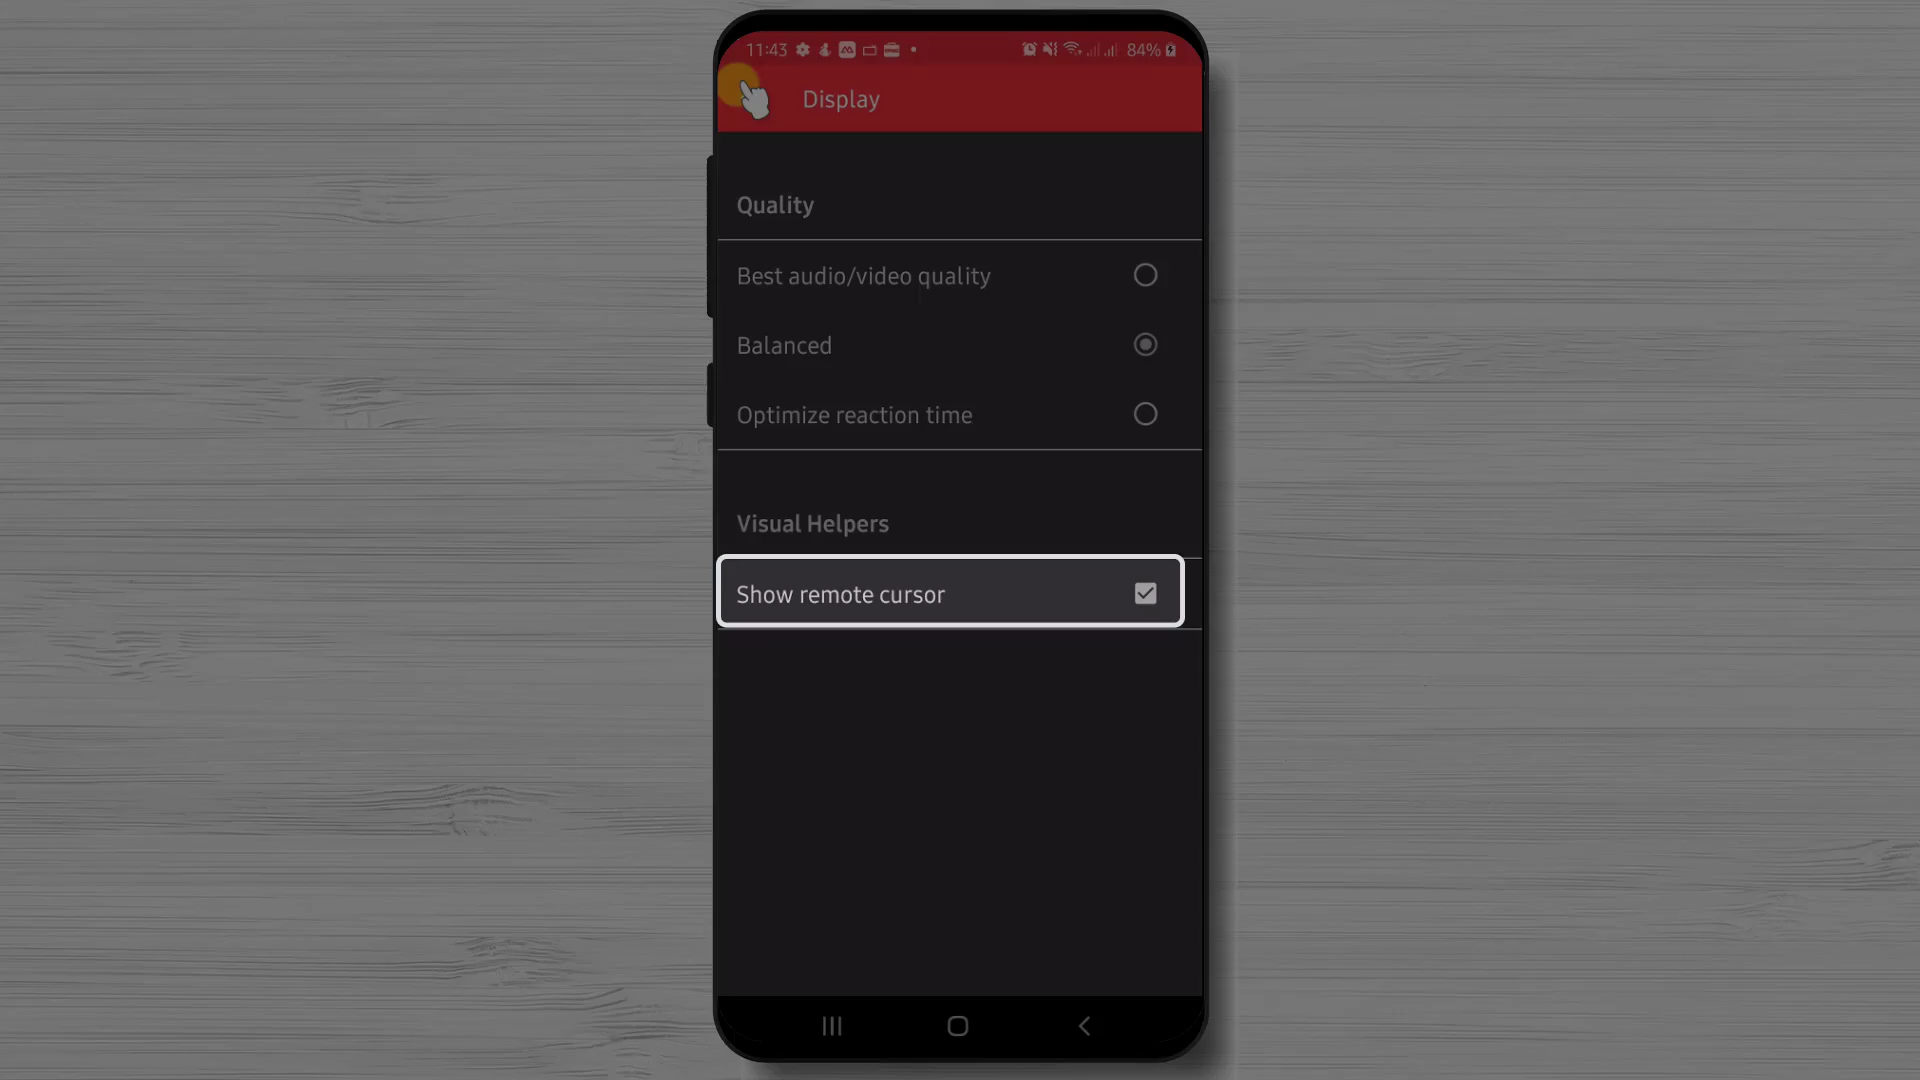 11:43
84%
Display
Quality
Best audio/video quality
Balanced
Optimize reaction time
Visual Helpers
Show remote cursor